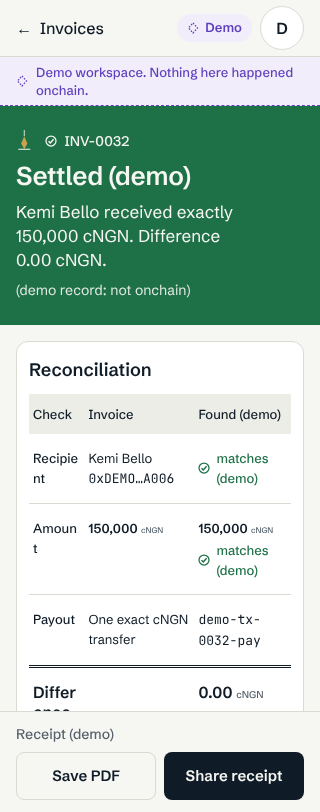 ← Invoices Demo D
Demo workspace. Nothing here happened
onchain.
INV-0032
Settled (demo)
Kemi Bello received exactly
150,000 cNGN. Difference
0.00 cNGN.
(demo record: not onchain)
Reconciliation
Check Invoice Found (demo)
Recipie
nt
Kemi Bello
0xDEMO…A006
matches
(demo)
Amoun
t
150,000 cNGN
150,000 cNGN
matches
(demo)
Payout
One exact cNGN
transfer
demo-tx-
0032-pay
Differ
ence
0.00 cNGN
Receipt (demo)
Save PDF Share receipt